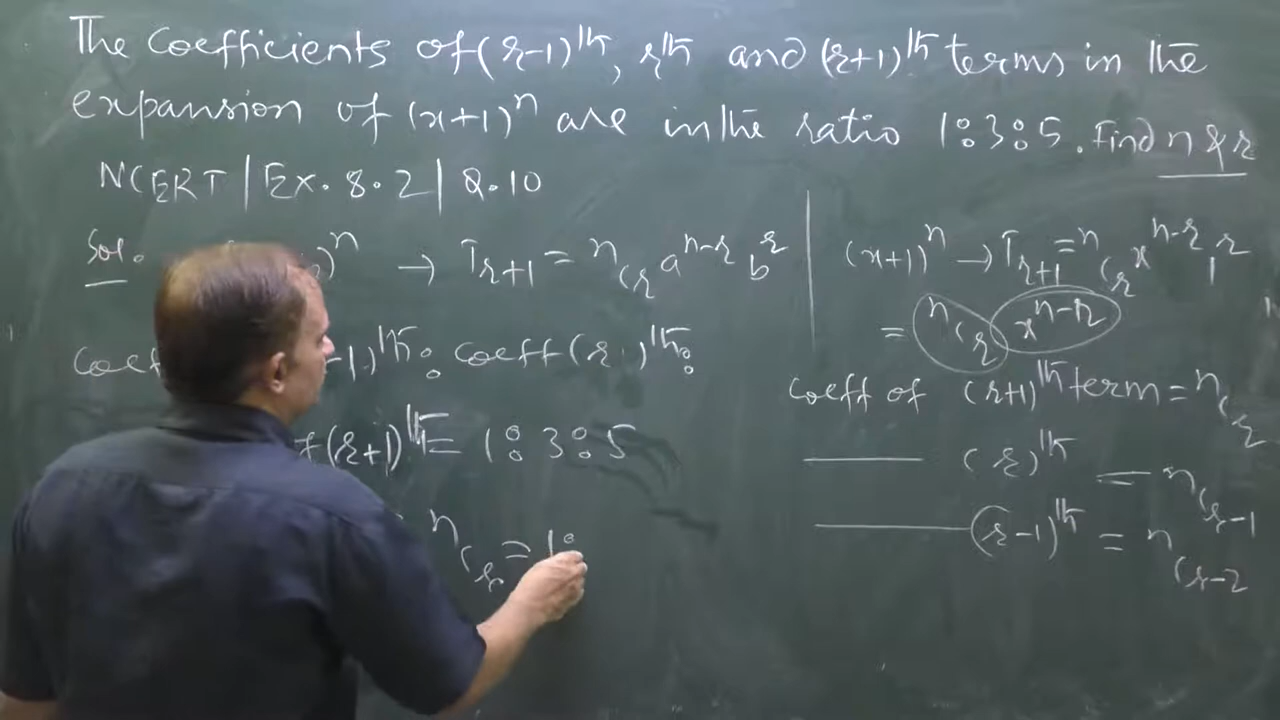 The Coefficients of (r-1)th, rth and (r+1)th terms in the
expansion of (x+1)^n are in the ratio 1:3:5. Find n & r
NCERT | Ex. 8.2 | Q.10
Sol. )^n → T_{r+1} = nC_r a^{n-r} b^r
-1)th : coeff (r )th :
f (r+1)th = 1 : 3 : 5
nC_r = 1 :
(x+1)^n → T_{r+1} = nC_r x^{n-r} 1^r
= nC_r x^{n-r}
coeff of (r+1)th term = nC_r
——— (r)th = nC_{r-1}
——— (r-1)th = nC_{r-2}